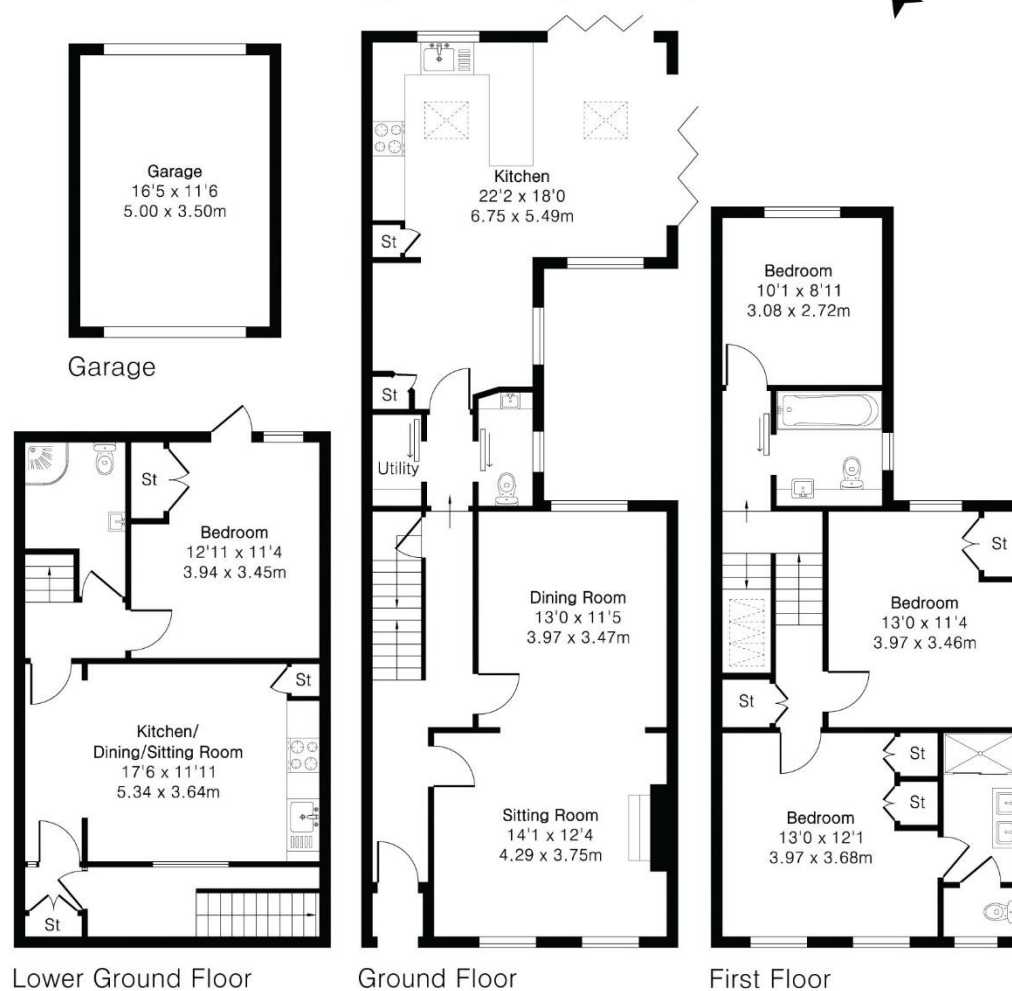 Garage
16'5 x 11'6
5.00 x 3.50m
Garage
St
Bedroom
12'11 x 11'4
3.94 x 3.45m
St
Kitchen/
Dining/Sitting Room
17'6 x 11'11
5.34 x 3.64m
St
Lower Ground Floor
Kitchen
22'2 x 18'0
6.75 x 5.49m
St
St
Utility
Dining Room
13'0 x 11'5
3.97 x 3.47m
Sitting Room
14'1 x 12'4
4.29 x 3.75m
Ground Floor
Bedroom
10'1 x 8'11
3.08 x 2.72m
St
Bedroom
13'0 x 11'4
3.97 x 3.46m
St
St
St
Bedroom
13'0 x 12'1
3.97 x 3.68m
First Floor